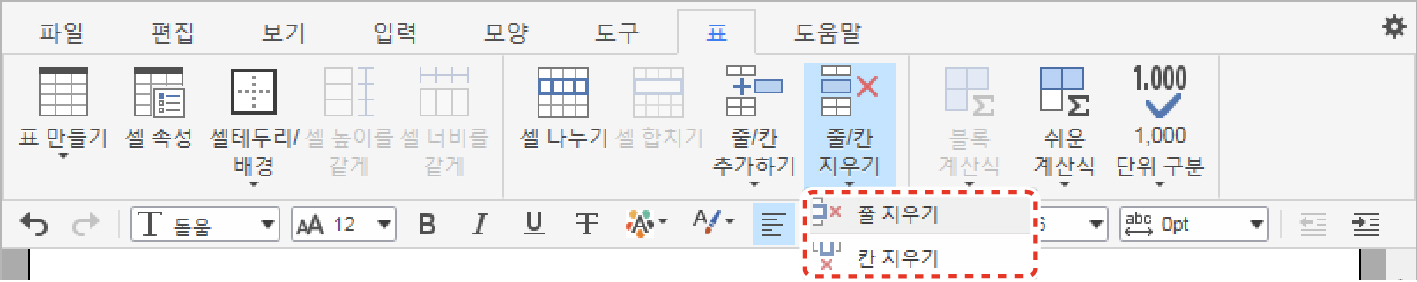 파일 편집 보기 입력 모양 도구 표 도움말
1.000
표 만들기 셀 속성 셀테두리/ 셀 높이를 셀 너비를 셀 나누기 셀 합치기 줄/칸 줄/칸 블록 쉬운 1,000
배경 같게 같게 추가하기 지우기 계산식 계산식 단위 구분
돋움 12 B I U abc 0pt
줄 지우기
칸 지우기